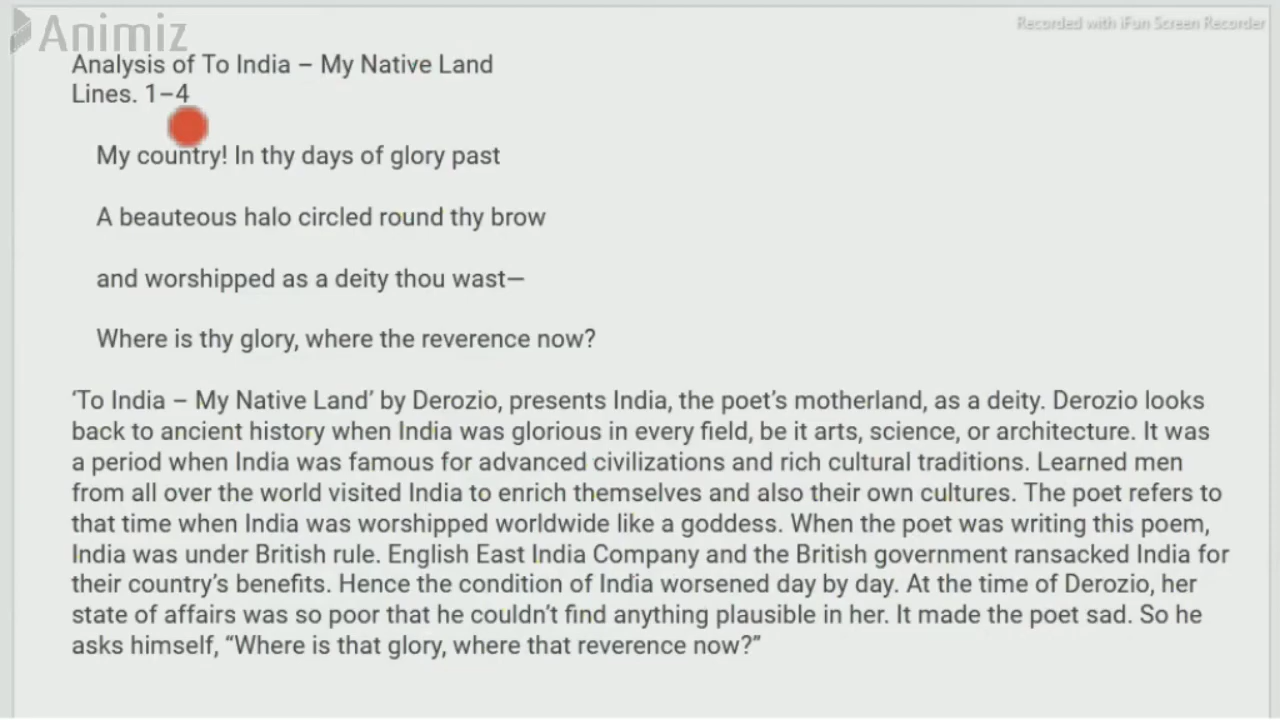 Animiz
Recorded with iFun Screen Recorder
Analysis of To India – My Native Land
Lines. 1–4
My country! In thy days of glory past
A beauteous halo circled round thy brow
and worshipped as a deity thou wast—
Where is thy glory, where the reverence now?
‘To India – My Native Land’ by Derozio, presents India, the poet’s motherland, as a deity. Derozio looks
back to ancient history when India was glorious in every field, be it arts, science, or architecture. It was
a period when India was famous for advanced civilizations and rich cultural traditions. Learned men
from all over the world visited India to enrich themselves and also their own cultures. The poet refers to
that time when India was worshipped worldwide like a goddess. When the poet was writing this poem,
India was under British rule. English East India Company and the British government ransacked India for
their country’s benefits. Hence the condition of India worsened day by day. At the time of Derozio, her
state of affairs was so poor that he couldn’t find anything plausible in her. It made the poet sad. So he
asks himself, “Where is that glory, where that reverence now?”